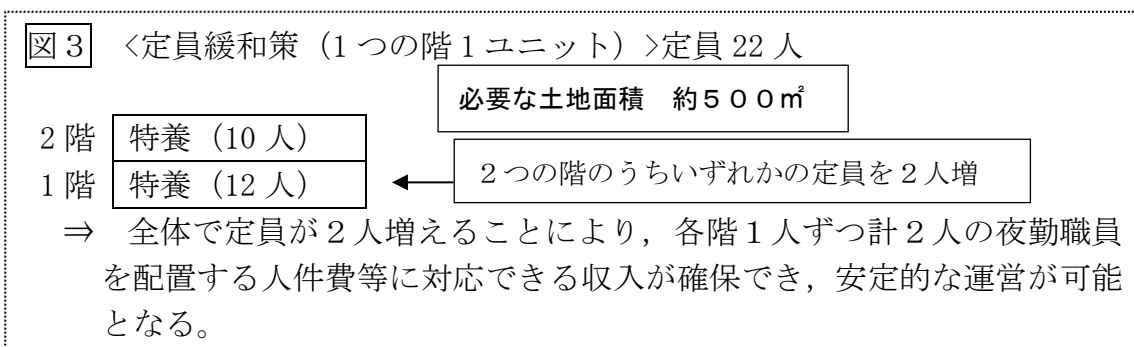 図3 <定員緩和策（1つの階1ユニット）>定員22人
必要な土地面積 約500㎡
2階 特養（10人）
1階 特養（12人）
2つの階のうちいずれかの定員を2人増
⇒ 全体で定員が2人増えることにより，各階1人ずつ計2人の夜勤職員
を配置する人件費等に対応できる収入が確保でき，安定的な運営が可能
となる。